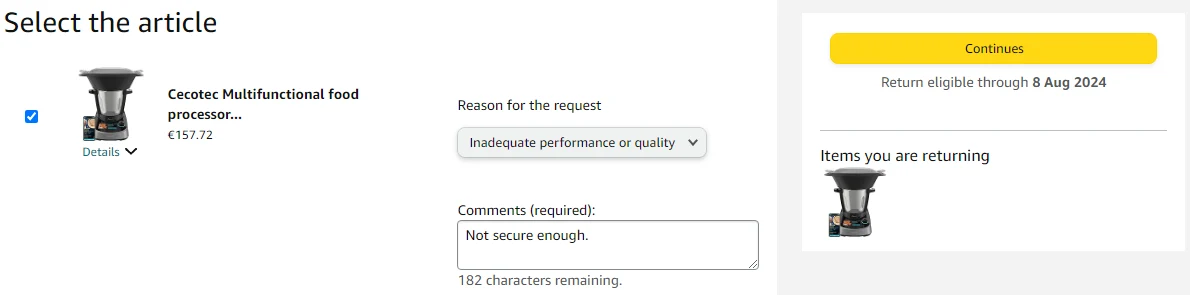 Select the article
Cecotec Multifunctional food
processor...
€157.72
Details
Reason for the request
Inadequate performance or quality
Comments (required):
Not secure enough.
182 characters remaining.
Continues
Return eligible through 8 Aug 2024
Items you are returning